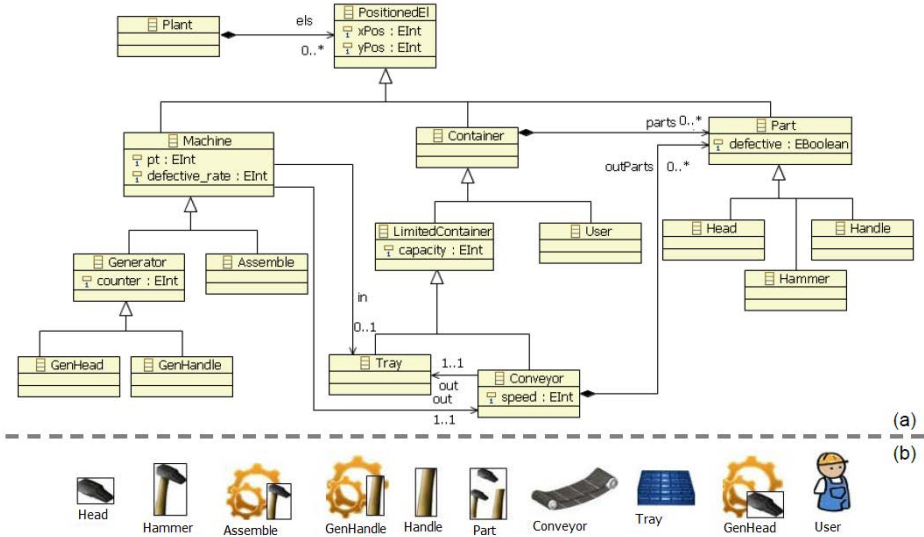 Plant
els
0..*
PositionedEl
xPos : EInt
yPos : EInt
Machine
pt : EInt
defective_rate : EInt
Container
parts 0..*
Part
defective : EBoolean
outParts 0..*
LimitedContainer
capacity : EInt
User
Head
Handle
Hammer
Generator
counter : EInt
Assemble
in
0..1
GenHead
GenHandle
Tray
1..1
out
out
1..1
Conveyor
speed : EInt
(a)
(b)
Head
Hammer
Assemble
GenHandle
Handle
Part
Conveyor
Tray
GenHead
User